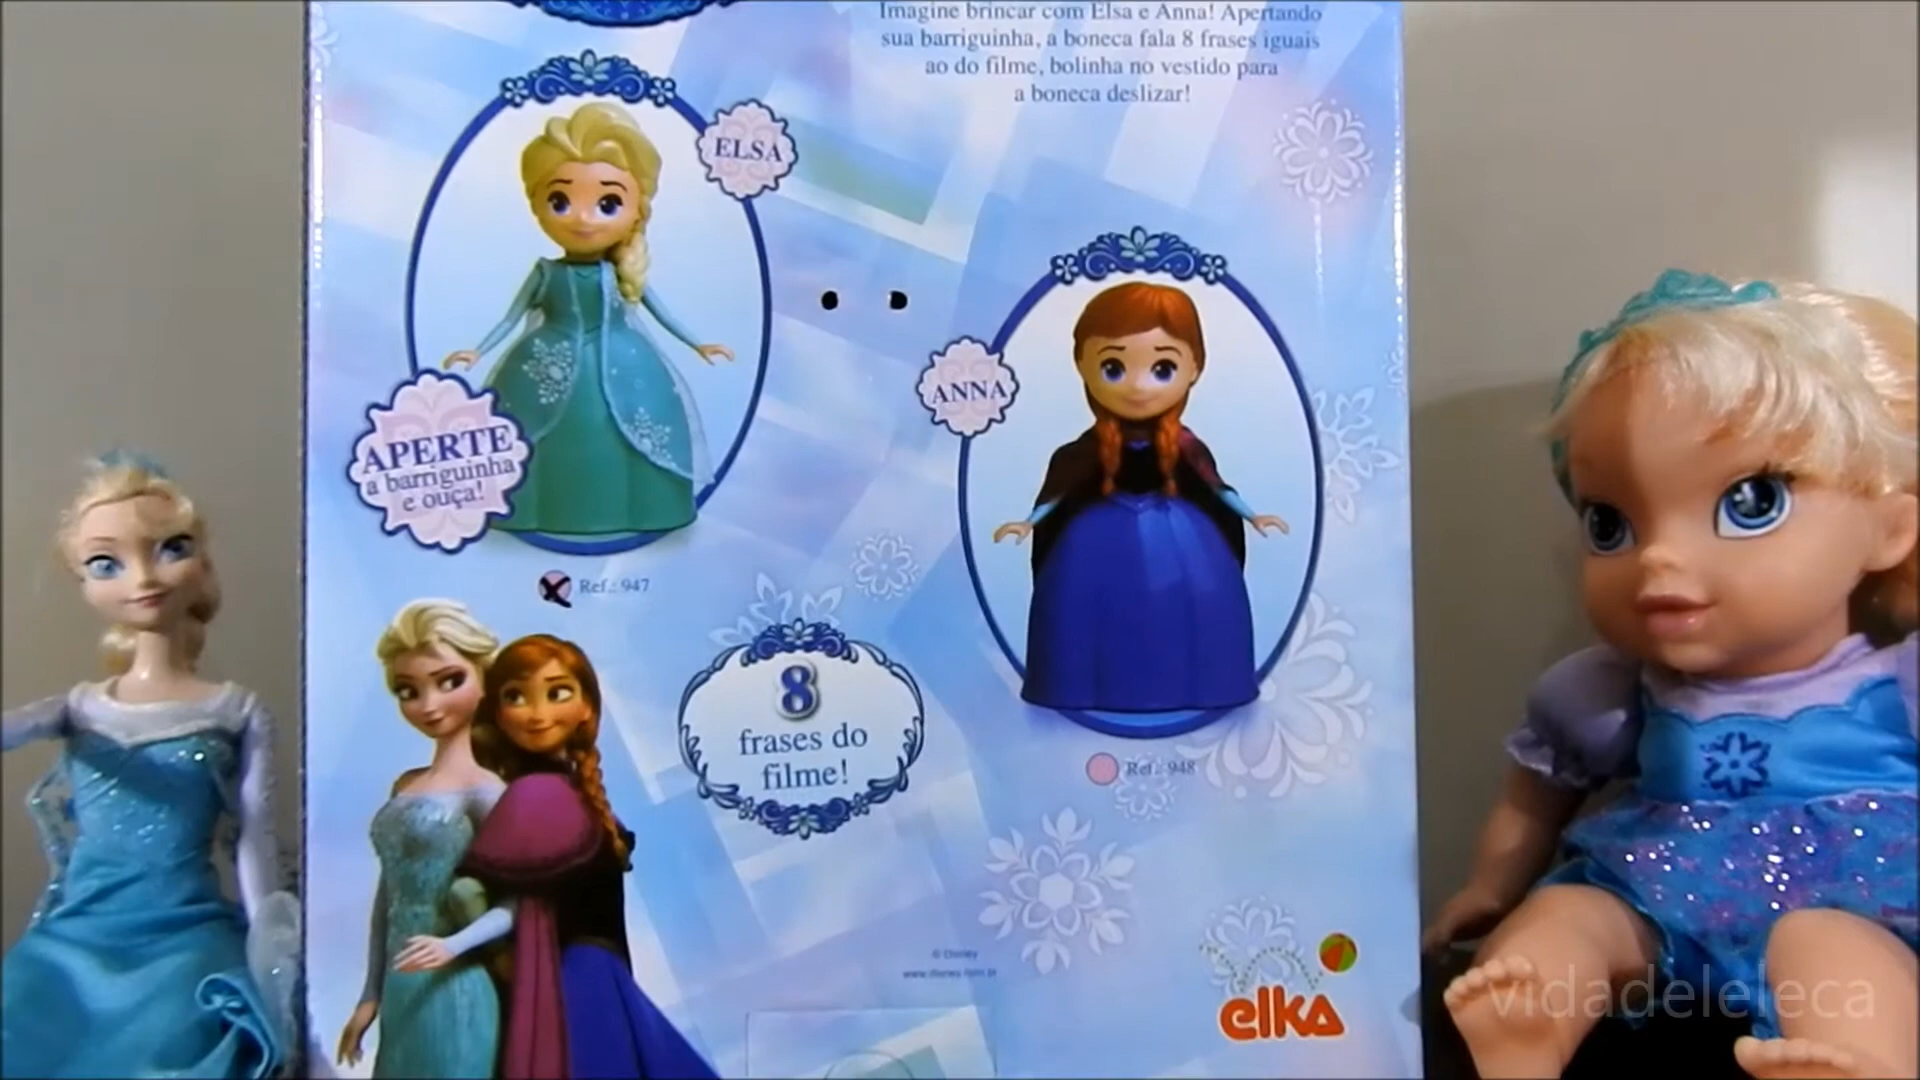 Imagine brincar com Elsa e Anna! Apertando
sua barriguinha, a boneca fala 8 frases iguais
ao do filme, bolinha no vestido para
a boneca deslizar!
ELSA
ANNA
APERTE
a barriguinha
e ouça!
Ref.: 947
8
frases do
filme!
Ref.: 948
© Disney
elka
vidadeleleca